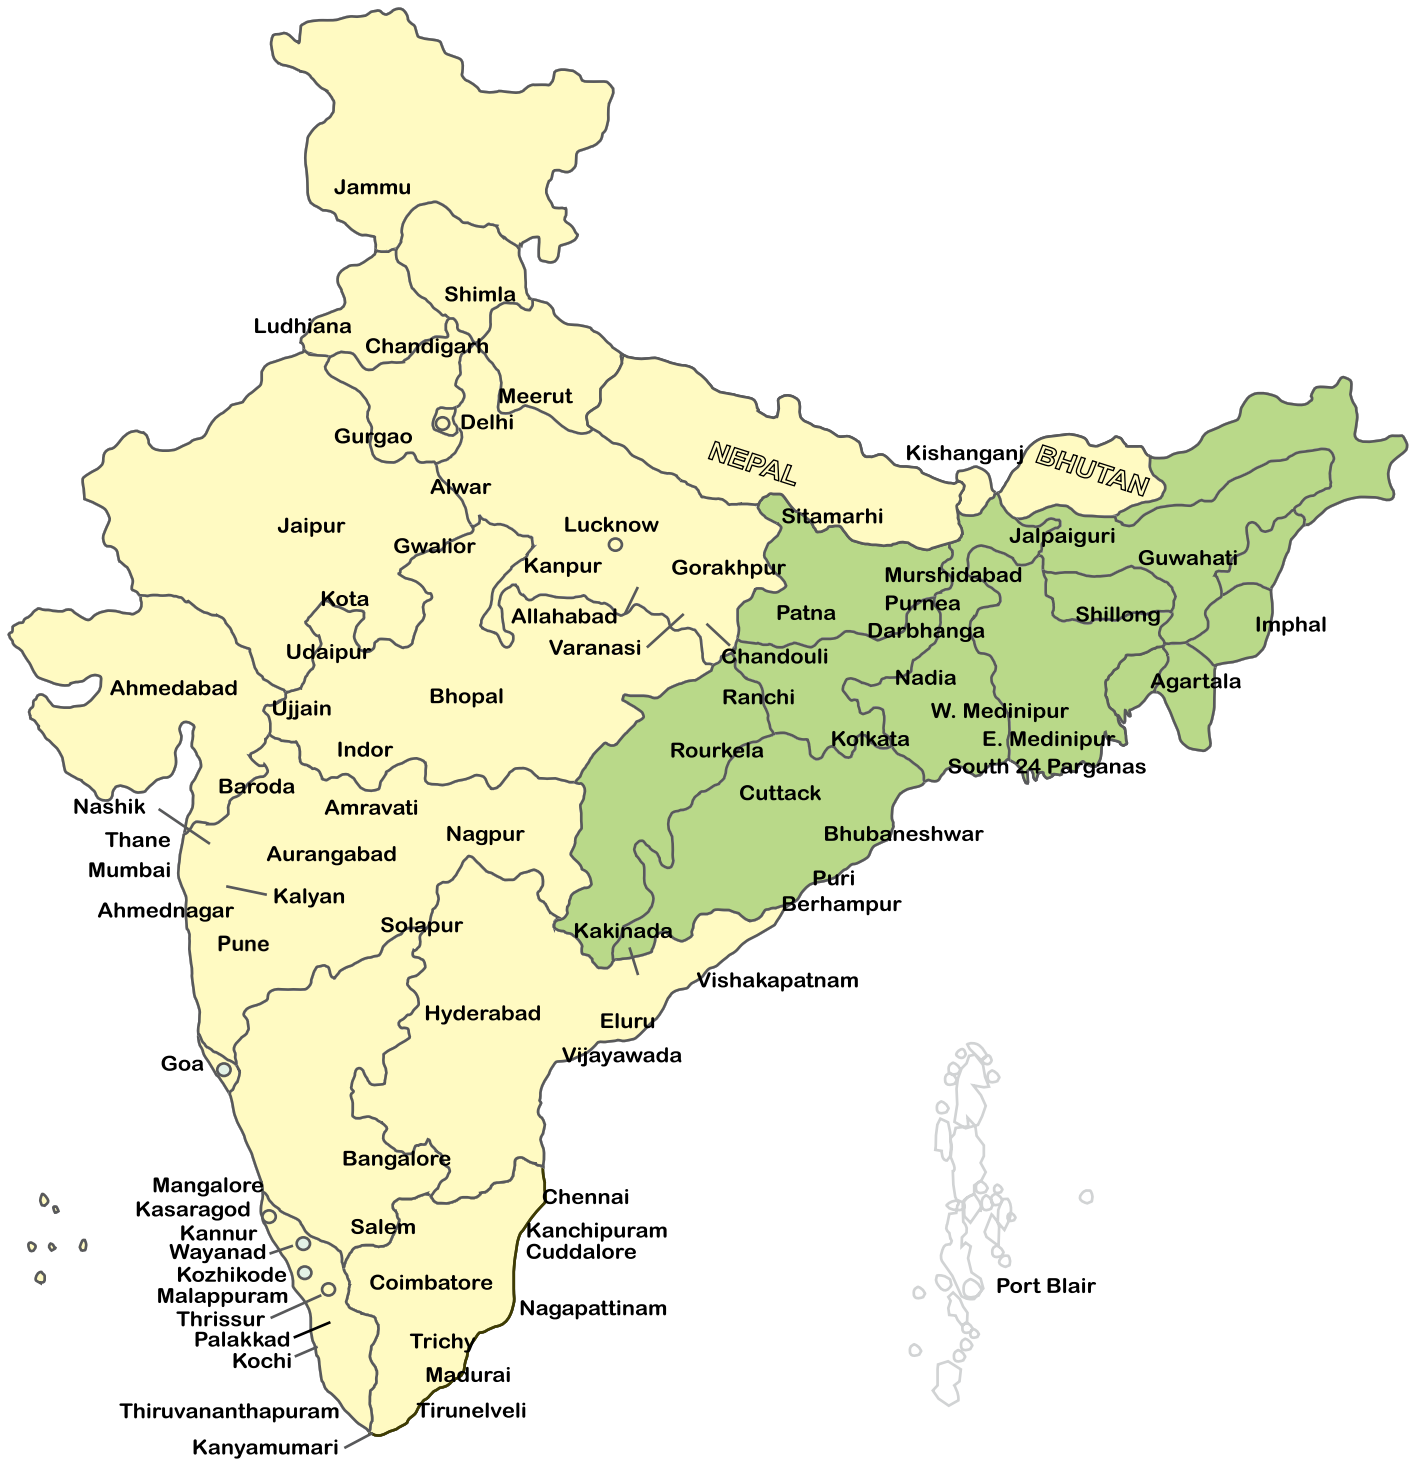 Jammu
Shimla
Ludhiana
Chandigarh
Meerut
Delhi
Gurgao
NEPAL
Kishanganj
BHUTAN
Alwar
Sitamarhi
Jaipur
Lucknow
Jalpaiguri
Gwalior
Guwahati
Kanpur
Gorakhpur
Murshidabad
Kota
Purnea
Allahabad
Patna
Shillong
Imphal
Darbhanga
Udaipur
Varanasi
Chandouli
Nadia
Agartala
Ahmedabad
Bhopal
Ranchi
Ujjain
W. Medinipur
Indor
Rourkela
Kolkata
E. Medinipur
South 24 Parganas
Baroda
Cuttack
Nashik
Amravati
Thane
Nagpur
Bhubaneshwar
Aurangabad
Mumbai
Puri
Kalyan
Berhampur
Ahmednagar
Solapur
Kakinada
Pune
Vishakapatnam
Hyderabad
Eluru
Vijayawada
Goa
Bangalore
Mangalore
Chennai
Kasaragod
Salem
Kannur
Kanchipuram
Wayanad
Cuddalore
Kozhikode
Coimbatore
Port Blair
Malappuram
Nagapattinam
Thrissur
Palakkad
Trichy
Kochi
Madurai
Thiruvananthapuram
Tirunelveli
Kanyamumari